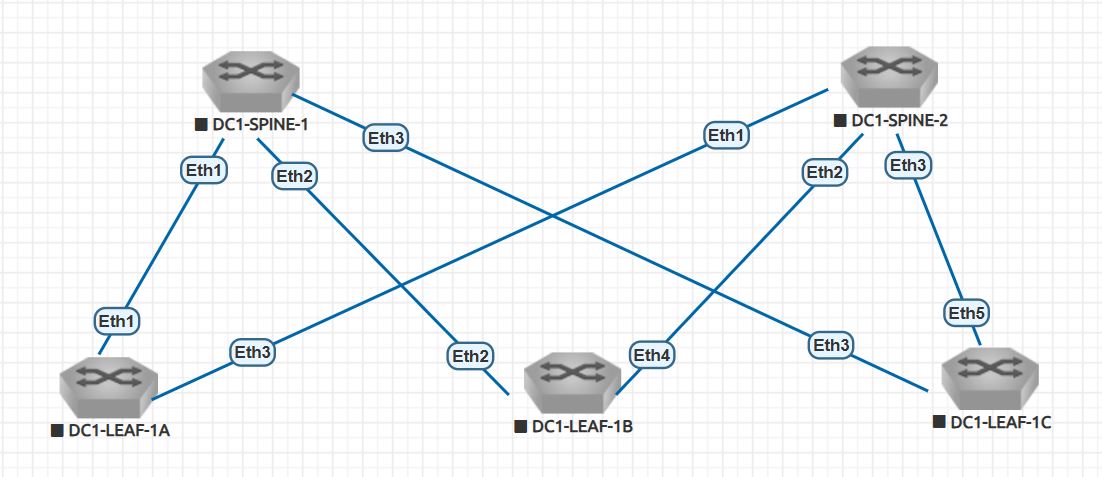 DC1-SPINE-1
DC1-SPINE-2
Eth3
Eth1
Eth1
Eth2
Eth2
Eth3
Eth1
Eth3
Eth2
Eth4
Eth3
Eth5
DC1-LEAF-1A
DC1-LEAF-1B
DC1-LEAF-1C